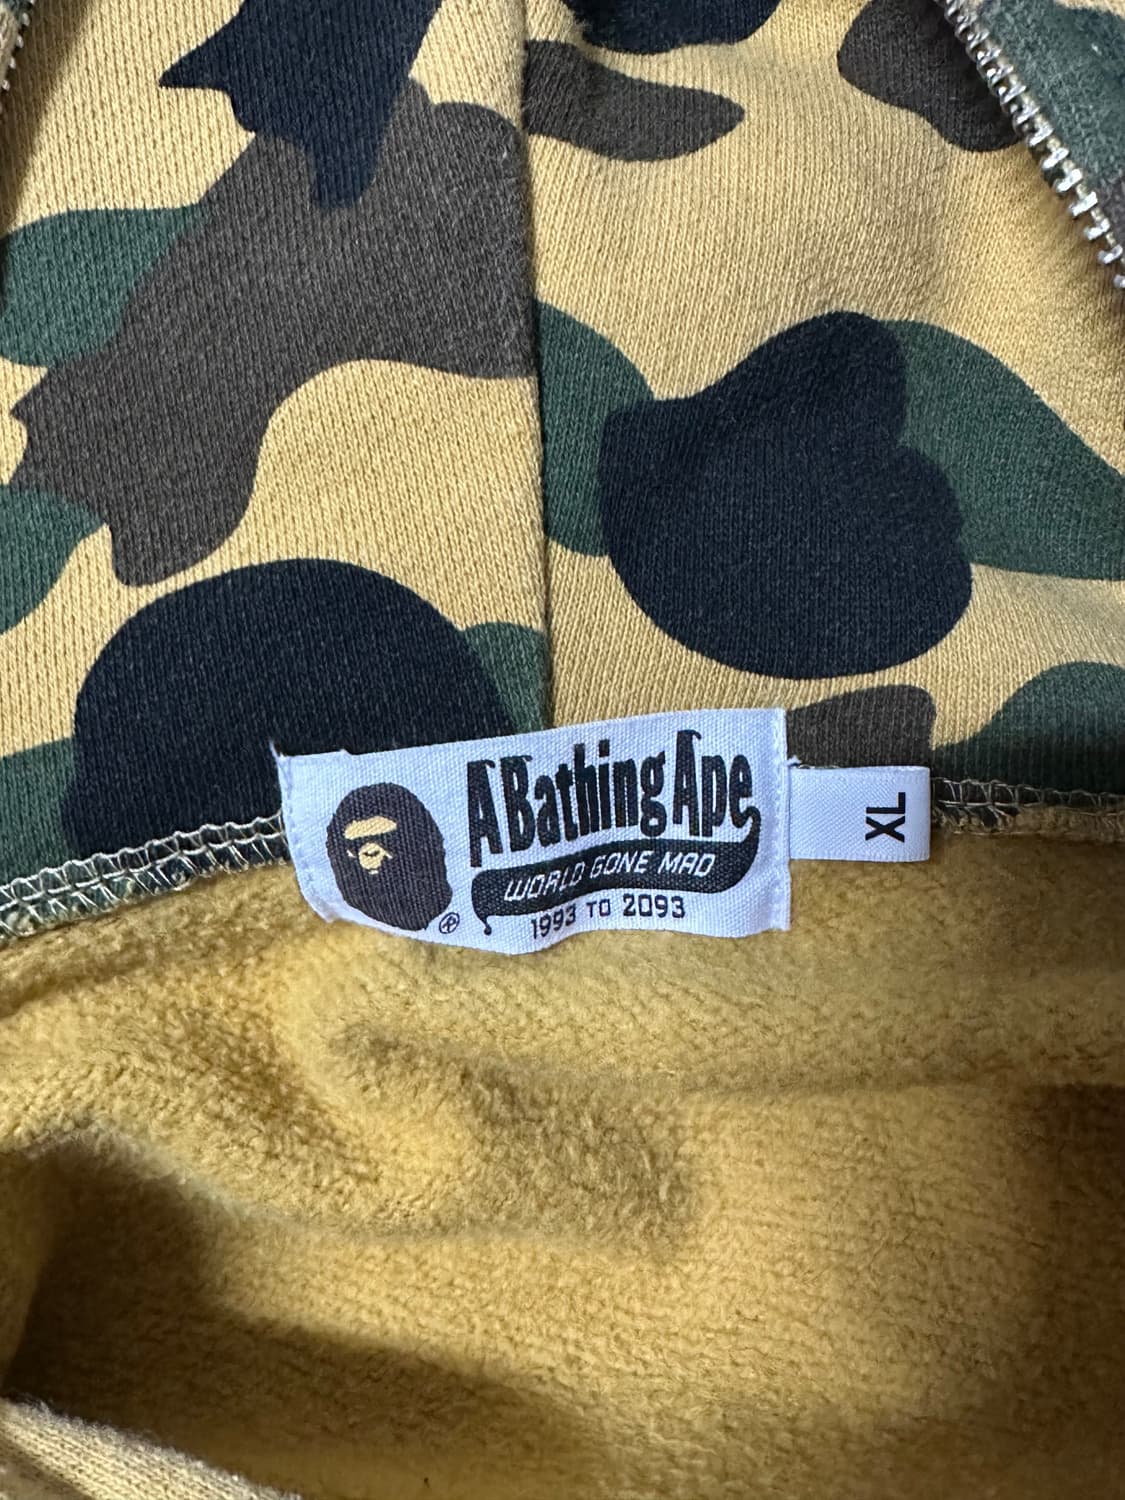 A Bathing Ape
WORLD GONE MAD
1993 TO 2093
®
XL